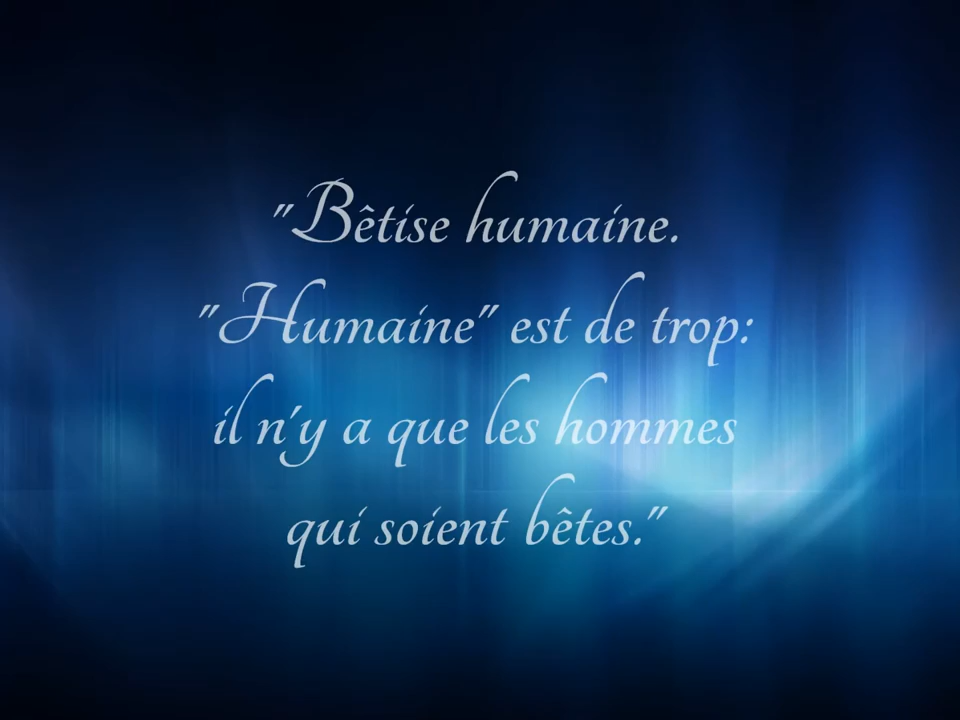 "Bêtise humaine.
"Humaine" est de trop:
il n'y a que les hommes
qui soient bêtes."